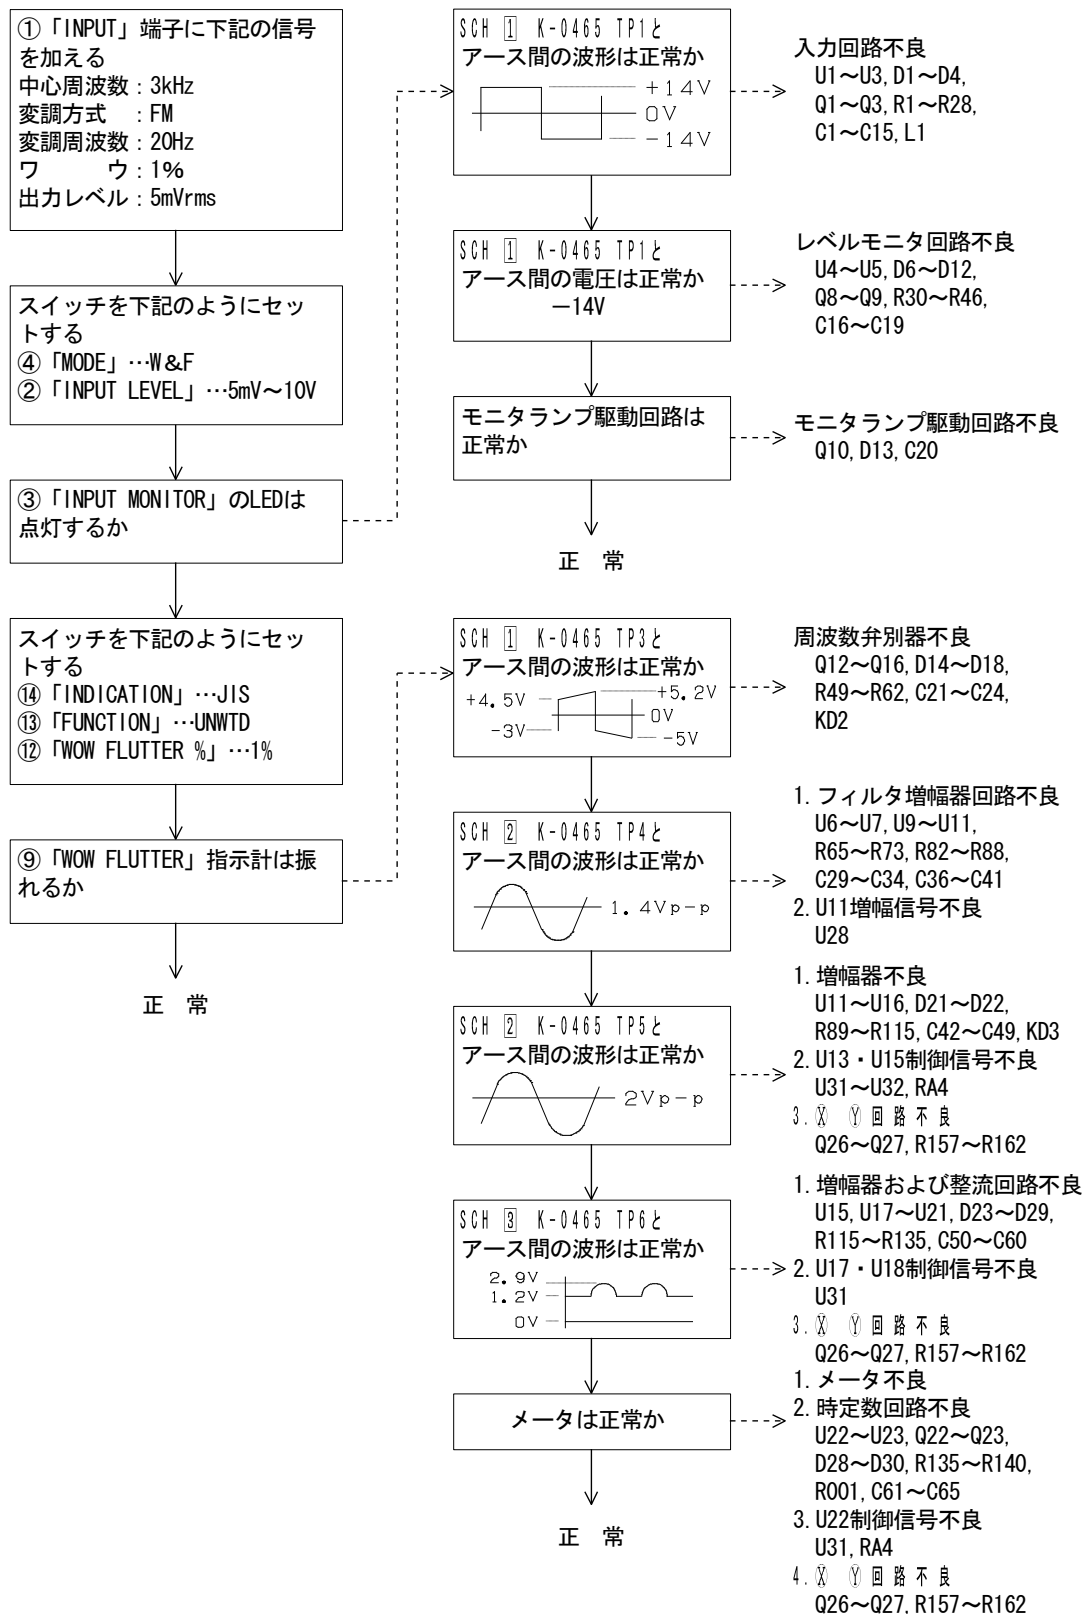 ①「INPUT」端子に下記の信号
を加える
中心周波数：3kHz
変調方式　：FM
変調周波数：20Hz
ワ　　　ウ：1％
出力レベル：5mVrms
スイッチを下記のようにセッ
トする
④「MODE」…W＆F
②「INPUT LEVEL」…5mV～10V
③「INPUT MONITOR」のLEDは
点灯するか
スイッチを下記のようにセッ
トする
⑭「INDICATION」…JIS
⑬「FUNCTION」…UNWTD
⑫「WOW FLUTTER %」…1%
⑨「WOW FLUTTER」指示計は振
れるか
正　常
SCH 1 K-0465 TP1と
アース間の波形は正常か
+14V
0V
-14V
入力回路不良
U1～U3, D1～D4,
Q1～Q3, R1～R28,
C1～C15, L1
SCH 1 K-0465 TP1と
アース間の電圧は正常か
－14V
レベルモニタ回路不良
U4～U5, D6～D12,
Q8～Q9, R30～R46,
C16～C19
モニタランプ駆動回路は
正常か
モニタランプ駆動回路不良
Q10, D13, C20
正　常
SCH 1 K-0465 TP3と
アース間の波形は正常か
+4.5V
+5.2V
0V
-3V
-5V
周波数弁別器不良
Q12～Q16, D14～D18,
R49～R62, C21～C24,
KD2
SCH 2 K-0465 TP4と
アース間の波形は正常か
1.4Vp-p
1. フィルタ増幅器回路不良
U6～U7, U9～U11,
R65～R73, R82～R88,
C29～C34, C36～C41
2. U11増幅信号不良
U28
SCH 2 K-0465 TP5と
アース間の波形は正常か
2Vp-p
1. 増幅器不良
U11～U16, D21～D22,
R89～R115, C42～C49, KD3
2. U13・U15制御信号不良
U31～U32, RA4
3. Ⓧ Ⓨ回路不良
Q26～Q27, R157～R162
SCH 3 K-0465 TP6と
アース間の波形は正常か
2.9V
1.2V
0V
1. 増幅器および整流回路不良
U15, U17～U21, D23～D29,
R115～R135, C50～C60
2. U17・U18制御信号不良
U31
3. Ⓧ Ⓨ回路不良
Q26～Q27, R157～R162
メータは正常か
1. メータ不良
2. 時定数回路不良
U22～U23, Q22～Q23,
D28～D30, R135～R140,
R001, C61～C65
3. U22制御信号不良
U31, RA4
4. Ⓧ Ⓨ回路不良
Q26～Q27, R157～R162
正　常